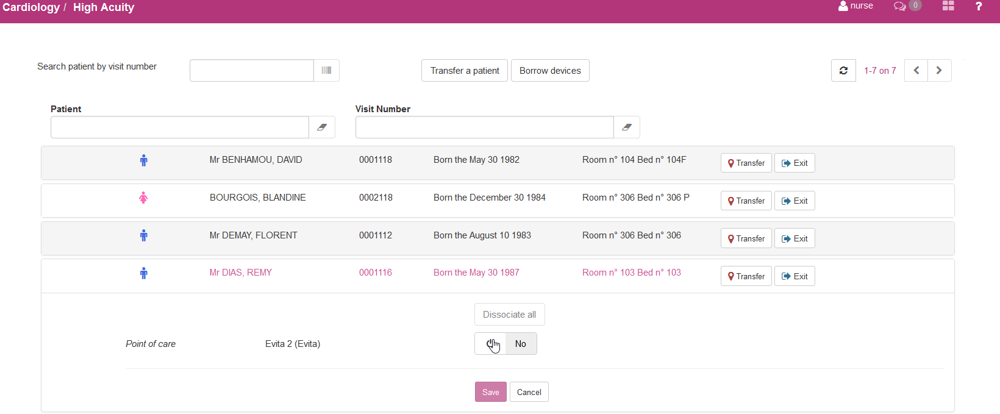 Cardiology / High Acuity
nurse
0
?
Search patient by visit number
Transfer a patient
Borrow devices
1-7 on 7
Patient
Visit Number
Mr BENHAMOU, DAVID 0001118 Born the May 30 1982 Room n° 104 Bed n° 104F Transfer Exit
BOURGOIS, BLANDINE 0002118 Born the December 30 1984 Room n° 306 Bed n° 306 P Transfer Exit
Mr DEMAY, FLORENT 0001112 Born the August 10 1983 Room n° 306 Bed n° 306 Transfer Exit
Mr DIAS, REMY 0001116 Born the May 30 1987 Room n° 103 Bed n° 103 Transfer Exit
Dissociate all
Point of care Evita 2 (Evita) No
Save Cancel